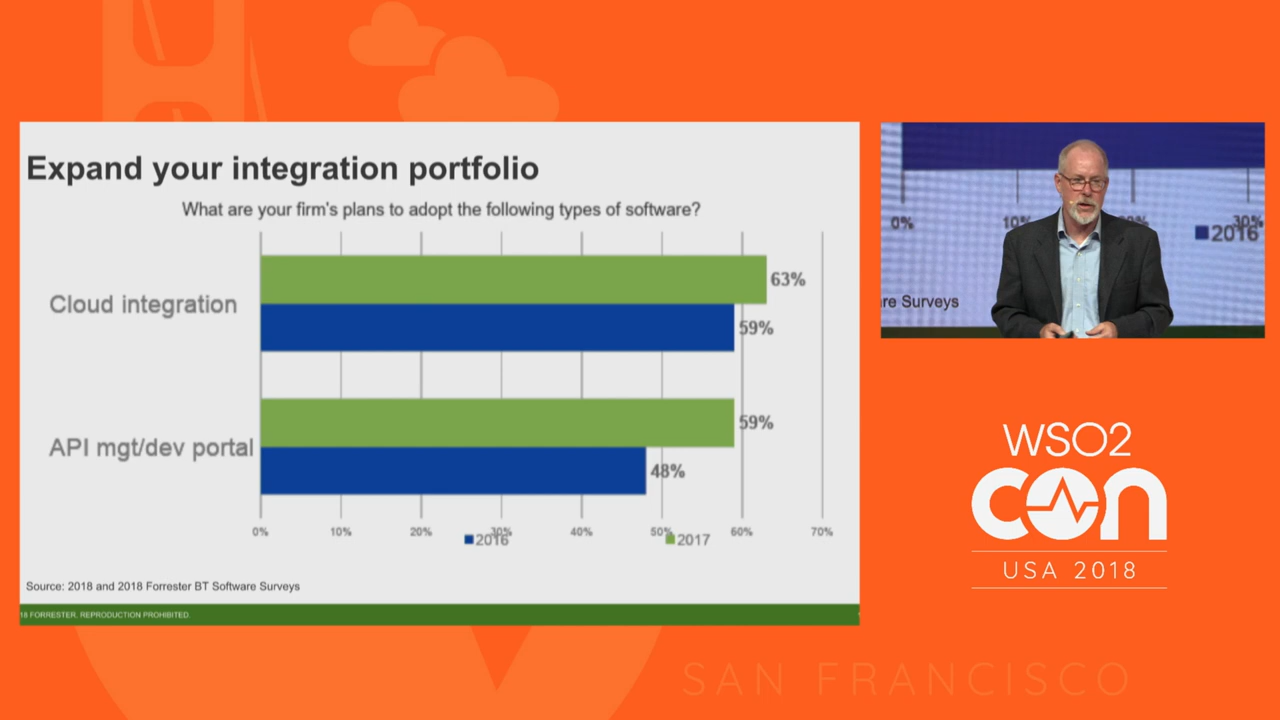 Expand your integration portfolio
What are your firm's plans to adopt the following types of software?
Cloud integration
63%
59%
API mgt/dev portal
59%
48%
0% 10% 20% 30% 40% 50% 60% 70%
2016 2017
Source: 2018 and 2018 Forrester BT Software Surveys
18 FORRESTER. REPRODUCTION PROHIBITED.
0% 10% 20% 30%
2016
re Surveys
WSO2
con
USA 2018
SAN FRANCISCO